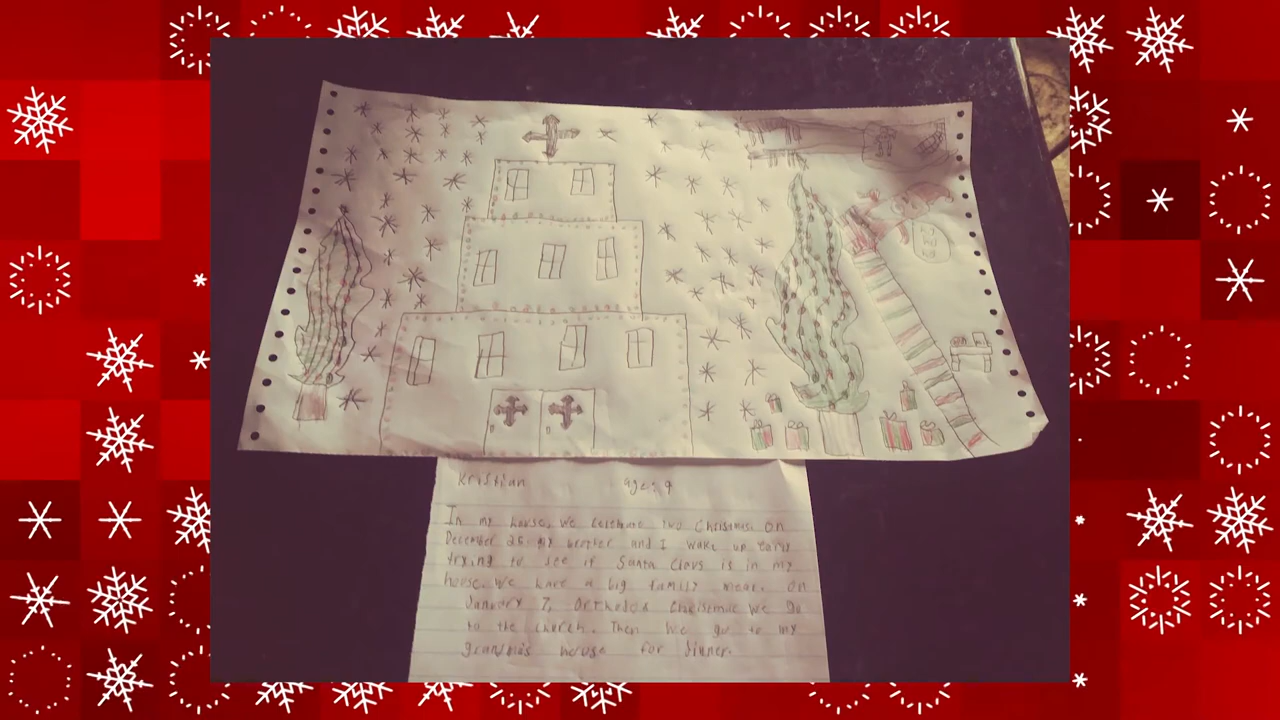 Kristian age: 9
In my house, we celebrate two Christmas. On
December 25 my brother and I wake up early
trying to see if Santa Claus is in my
house. We have a big family meal. On
January 7, Orthodox Christmas we go
to the church. Then we go to my
grandma's house for dinner.